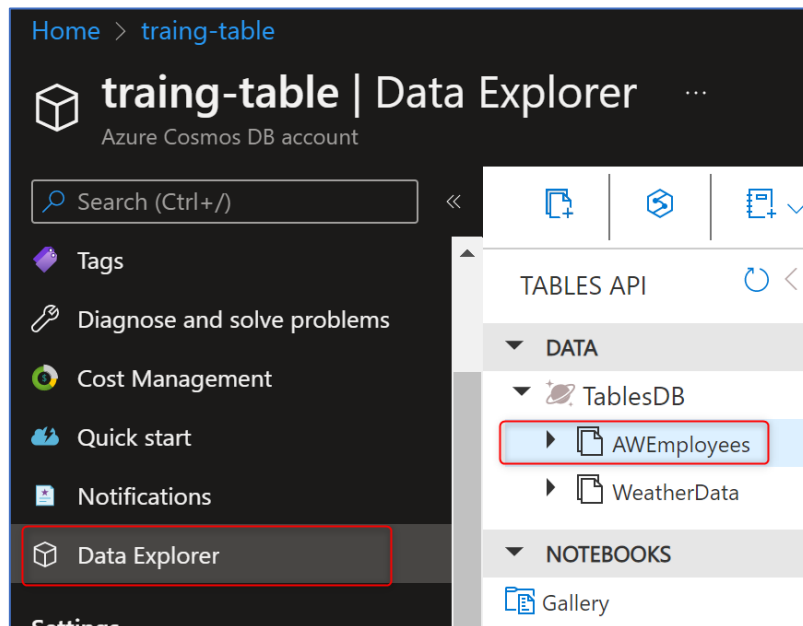 Home > traing-table
traing-table | Data Explorer ...
Azure Cosmos DB account
Search (Ctrl+/)
«
Tags
Diagnose and solve problems
Cost Management
Quick start
Notifications
Data Explorer
Settings
TABLES API
DATA
TablesDB
AWEmployees
WeatherData
NOTEBOOKS
Gallery